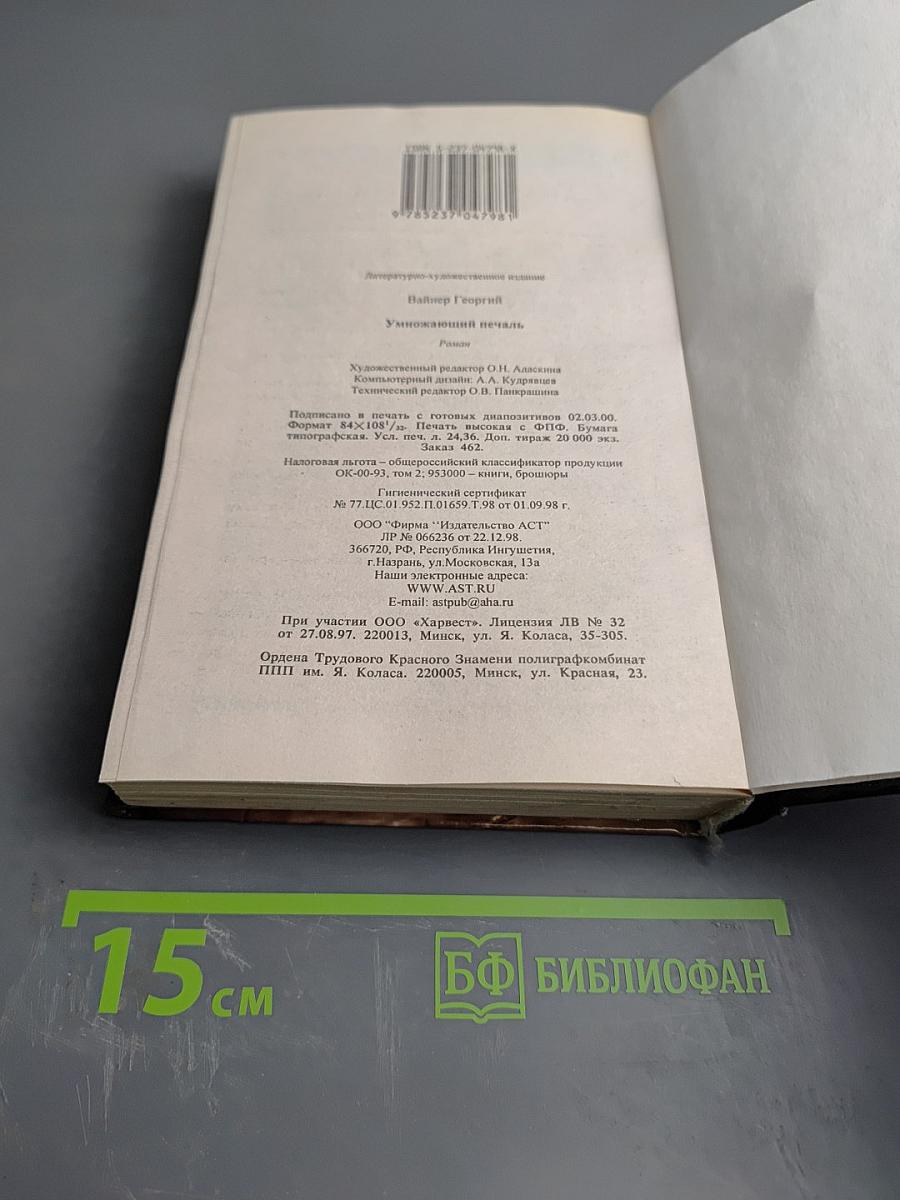 ISBN 5-237-04798-9
9 785237 047981
Литературно-художественное издание
Вайнер Георгий
Умножающий печаль
Роман
Художественный редактор О.Н. Адаскина
Компьютерный дизайн: А.А. Кудрявцев
Технический редактор О.В. Панкрашина
Подписано в печать с готовых диапозитивов 02.03.00.
Формат 84×108¹/₃₂. Печать высокая с ФПФ. Бумага
типографская. Усл. печ. л. 24,36. Доп. тираж 20 000 экз.
Заказ 462.
Налоговая льгота – общероссийский классификатор продукции
ОК-00-93, том 2; 953000 – книги, брошюры
Гигиенический сертификат
№ 77.ЦС.01.952.П.01659.Т.98 от 01.09.98 г.
ООО "Фирма "Издательство АСТ"
ЛР № 066236 от 22.12.98.
366720, РФ, Республика Ингушетия,
г.Назрань, ул.Московская, 13а
Наши электронные адреса:
WWW.AST.RU
E-mail: astpub@aha.ru
При участии ООО «Харвест». Лицензия ЛВ № 32
от 27.08.97. 220013, Минск, ул. Я. Коласа, 35-305.
Ордена Трудового Красного Знамени полиграфкомбинат
ППП им. Я. Коласа. 220005, Минск, ул. Красная, 23.
15 см
БФ БИБЛИОФАН